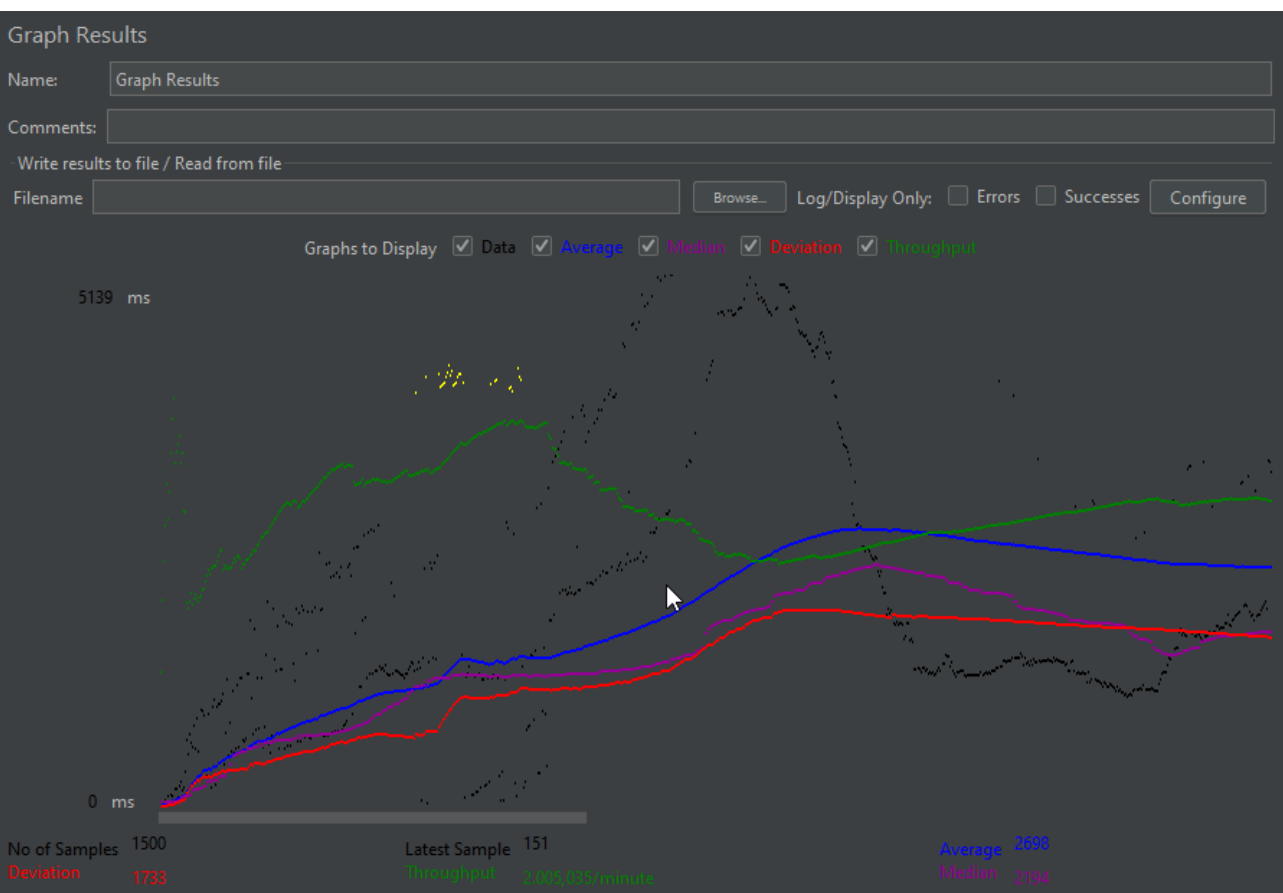 Graph Results
Name: Graph Results
Comments:
Write results to file / Read from file
Filename Browse... Log/Display Only: Errors Successes Configure
Graphs to Display Data Average Median Deviation Throughput
5139 ms
0 ms
No of Samples 1500 Latest Sample 151 Average 2698
Deviation 1733 Throughput 2.005,035/minute Median 2194